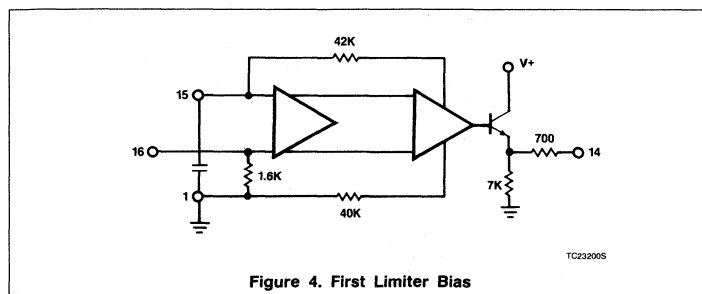 42K
V+
15
16
700
14
1.6K
7K
1
40K
TC23200S
Figure 4. First Limiter Bias